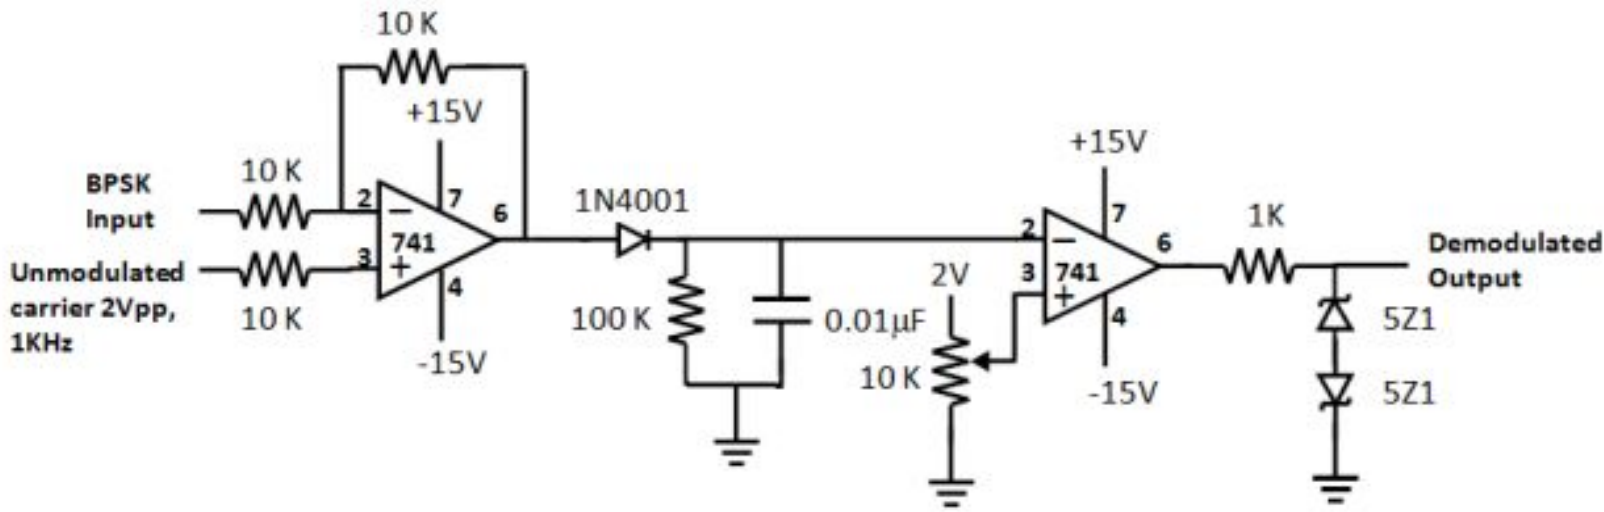 10 K
+15V
10 K
BPSK
Input
2
7
6
741
3
4
Unmodulated
carrier 2Vpp,
1KHz
10 K
-15V
1N4001
100 K
0.01µF
+15V
2
7
6
741
3
4
2V
10 K
-15V
1K
Demodulated
Output
5Z1
5Z1